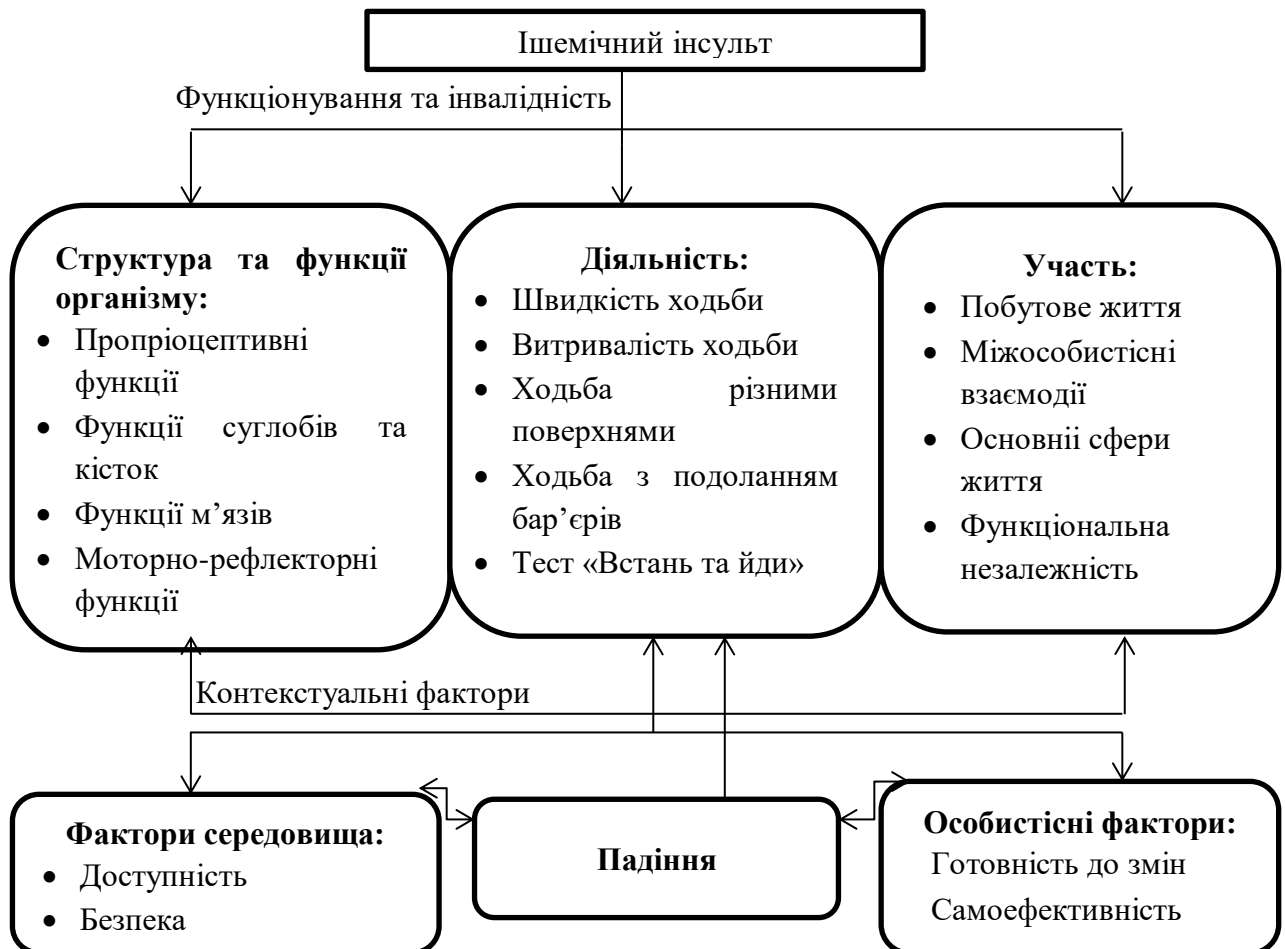 Ішемічний інсульт
Функціонування та інвалідність
Структура та функції
організму:
• Пропріоцептивні
функції
• Функції суглобів та
кісток
• Функції м’язів
• Моторно-рефлекторні
функції
Діяльність:
• Швидкість ходьби
• Витривалість ходьби
• Ходьба різними
поверхнями
• Ходьба з подоланням
бар’єрів
• Тест «Встань та йди»
Участь:
• Побутове життя
• Міжособистісні
взаємодії
• Основніі сфери
життя
• Функціональна
незалежність
Контекстуальні фактори
Фактори середовища:
• Доступність
• Безпека
Падіння
Особистісні фактори:
Готовність до змін
Самоефективність